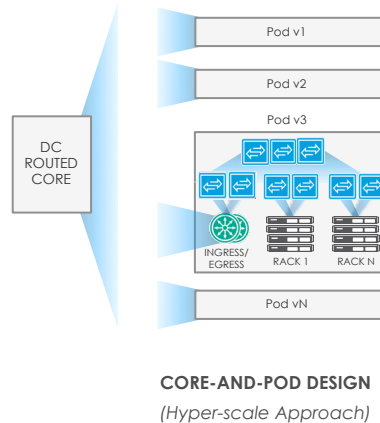 Pod v1
Pod v2
Pod v3
DC
ROUTED
CORE
INGRESS/
EGRESS
RACK 1
RACK N
Pod vN
CORE-AND-POD DESIGN
(Hyper-scale Approach)